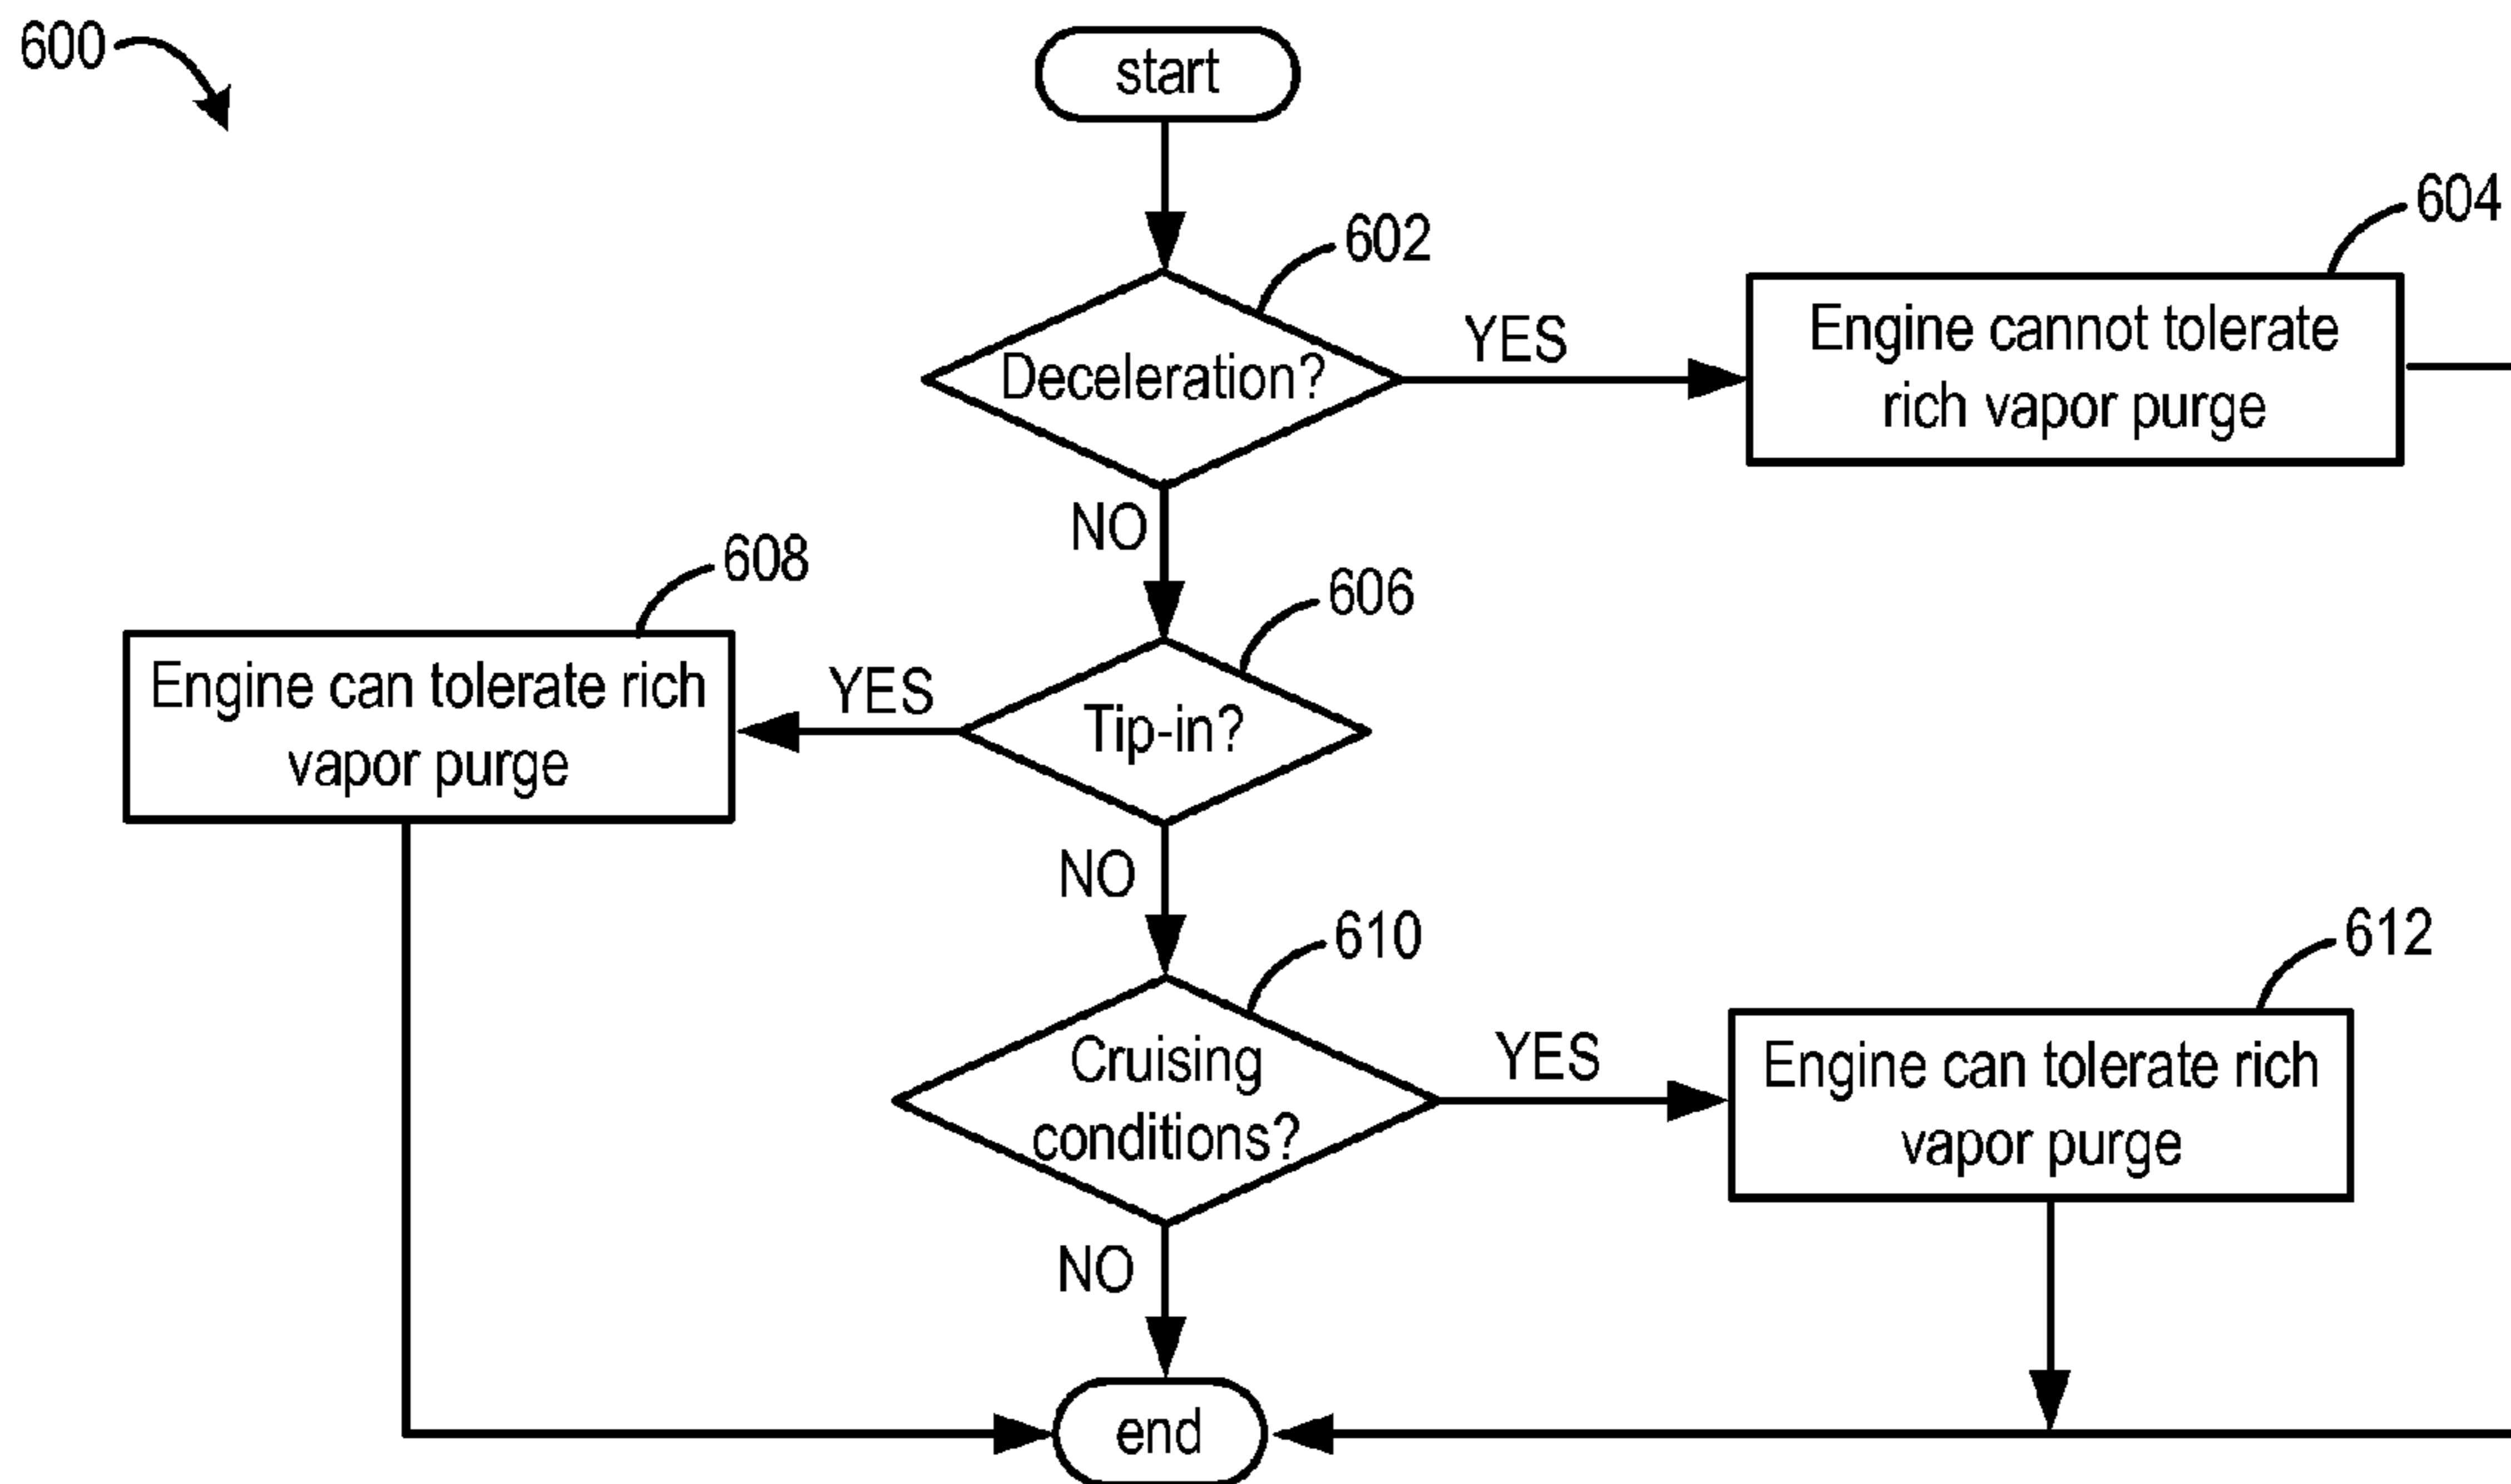 600
start
602
604
Deceleration?
YES
Engine cannot tolerate
rich vapor purge
NO
608
606
Engine can tolerate rich
vapor purge
YES
Tip-in?
NO
610
612
Cruising
conditions?
YES
Engine can tolerate rich
vapor purge
NO
end